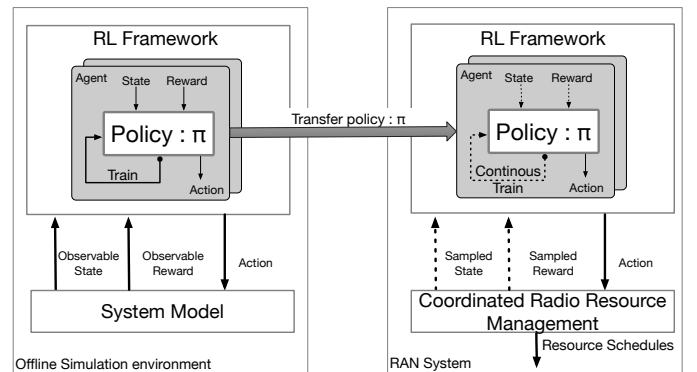 RL Framework
Agent
State
Reward
Policy : π
Train
Action
Observable
State
Observable
Reward
Action
System Model
Offline Simulation environment
Transfer policy : π
RL Framework
Agent
State
Reward
Policy : π
Continous
Train
Action
Sampled
State
Sampled
Reward
Action
Coordinated Radio Resource
Management
Resource Schedules
RAN System